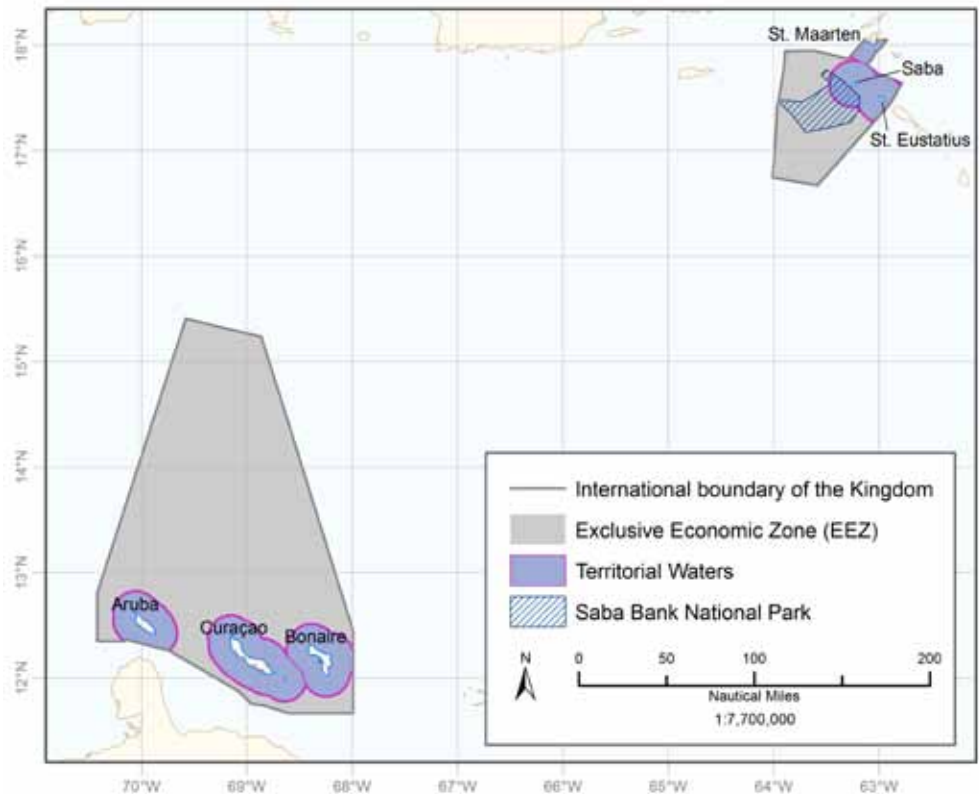 18°N
17°N
16°N
15°N
14°N
13°N
12°N
St. Maarten
Saba
St. Eustatius
Aruba
Curaçao
Bonaire
International boundary of the Kingdom
Exclusive Economic Zone (EEZ)
Territorial Waters
Saba Bank National Park
N
0 50 100 200
Nautical Miles
1:7,700,000
70°W 69°W 68°W 67°W 66°W 65°W 64°W 63°W